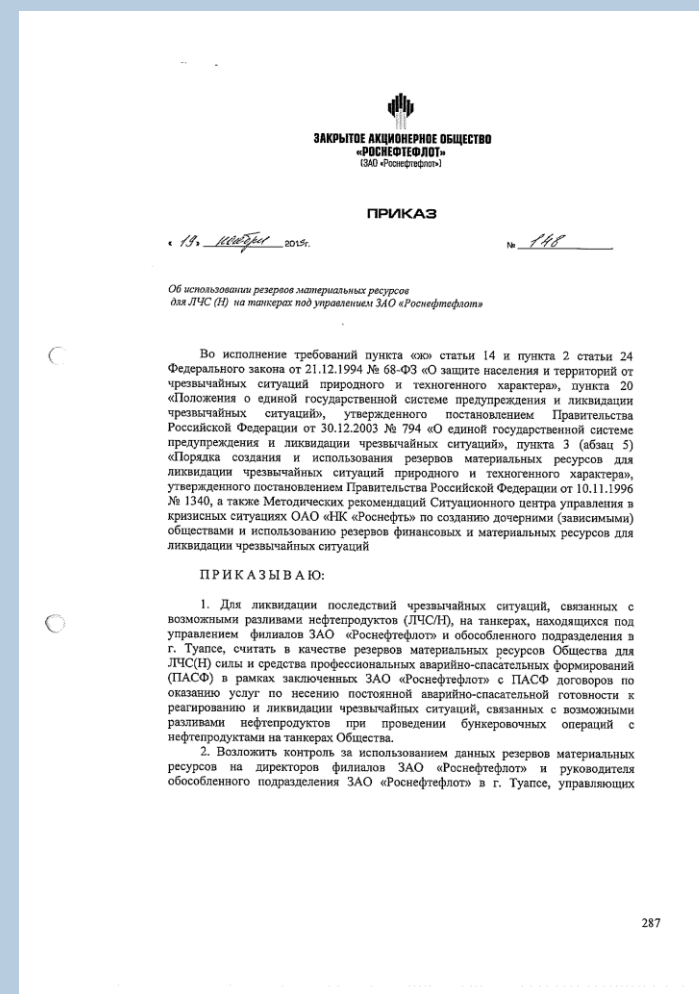 ЗАКРЫТОЕ АКЦИОНЕРНОЕ ОБЩЕСТВО
«РОСНЕФТЕФЛОТ»
(ЗАО «Роснефтефлот»)
ПРИКАЗ
« 19 » ноября 2015г. № 148
Об использовании резервов материальных ресурсов
для ЛЧС (Н) на танкерах под управлением ЗАО «Роснефтефлот»
Во исполнение требований пункта «ж» статьи 14 и пункта 2 статьи 24
Федерального закона от 21.12.1994 № 68-ФЗ «О защите населения и территорий от
чрезвычайных ситуаций природного и техногенного характера», пункта 20
«Положения о единой государственной системе предупреждения и ликвидации
чрезвычайных ситуаций», утвержденного постановлением Правительства
Российской Федерации от 30.12.2003 № 794 «О единой государственной системе
предупреждения и ликвидации чрезвычайных ситуаций», пункта 3 (абзац 5)
«Порядка создания и использования резервов материальных ресурсов для
ликвидации чрезвычайных ситуаций природного и техногенного характера»,
утвержденного постановлением Правительства Российской Федерации от 10.11.1996
№ 1340, а также Методических рекомендаций Ситуационного центра управления в
кризисных ситуациях ОАО «НК «Роснефть» по созданию дочерними (зависимыми)
обществами и использованию резервов финансовых и материальных ресурсов для
ликвидации чрезвычайных ситуаций
П Р И К А З Ы В А Ю:
1. Для ликвидации последствий чрезвычайных ситуаций, связанных с
возможными разливами нефтепродуктов (ЛЧС/Н), на танкерах, находящихся под
управлением филиалов ЗАО «Роснефтефлот» и обособленного подразделения в
г. Туапсе, считать в качестве резервов материальных ресурсов Общества для
ЛЧС(Н) силы и средства профессиональных аварийно-спасательных формирований
(ПАСФ) в рамках заключенных ЗАО «Роснефтефлот» с ПАСФ договоров по
оказанию услуг по несению постоянной аварийно-спасательной готовности к
реагированию и ликвидации чрезвычайных ситуаций, связанных с возможными
разливами нефтепродуктов при проведении бункеровочных операций с
нефтепродуктами на танкерах Общества.
2. Возложить контроль за использованием данных резервов материальных
ресурсов на директоров филиалов ЗАО «Роснефтефлот» и руководителя
обособленного подразделения ЗАО «Роснефтефлот» в г. Туапсе, управляющих
287